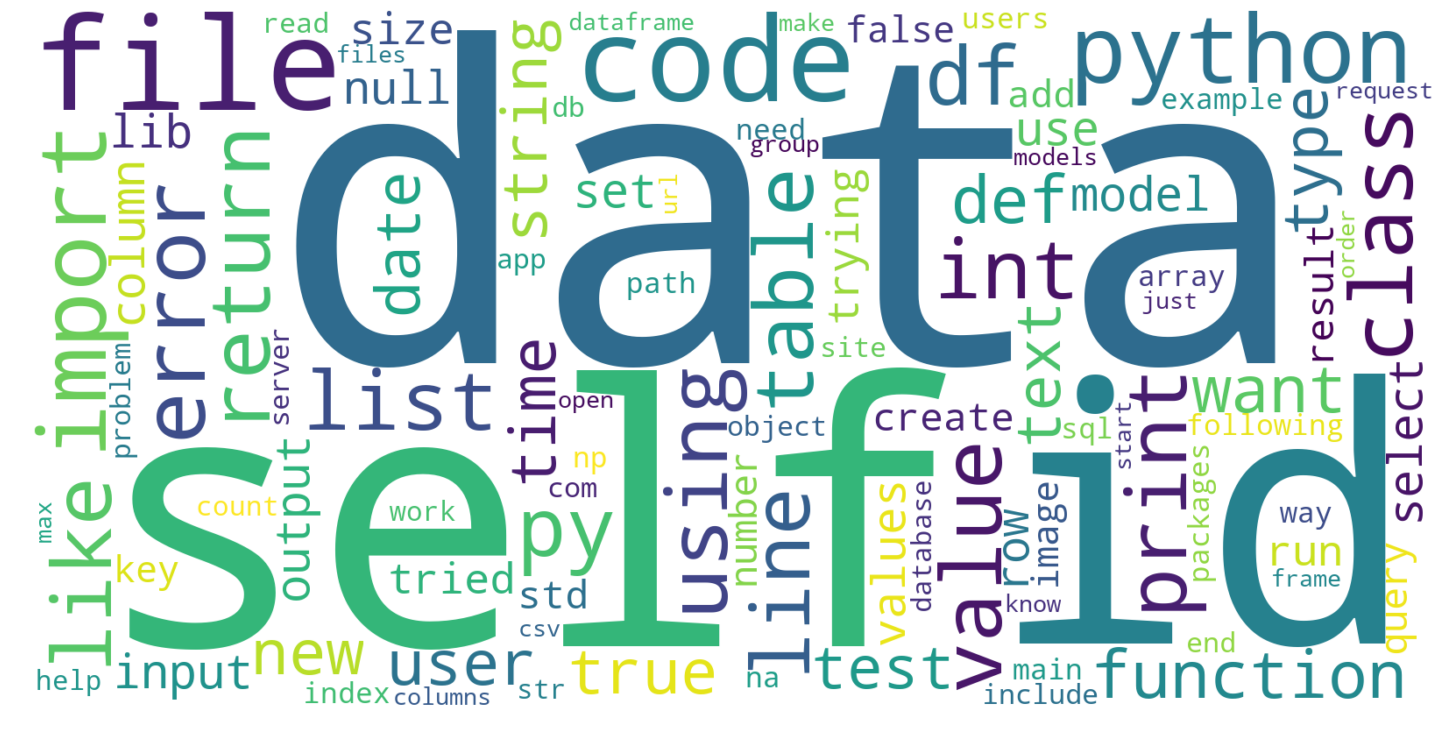 file
read
size
files
null
dataframe
make
false
users
code
df
python
add
example
request
lib
string
db
data
need
group
use
models
type
class
import
column
error
return
date
set
url
table
trying
def
model
int
array
just
result
order
app
path
text
site
problem
server
list
time
open
using
object
create
sql
start
print
want
following
select
like
max
count
key
output
self
work
tried
py
np
com
std
csv
number
line
values
database
value
row
image
know
id
packages
way
run
frame
query
help
input
new
index
user
columns
str
true
na
test
main
include
function
end